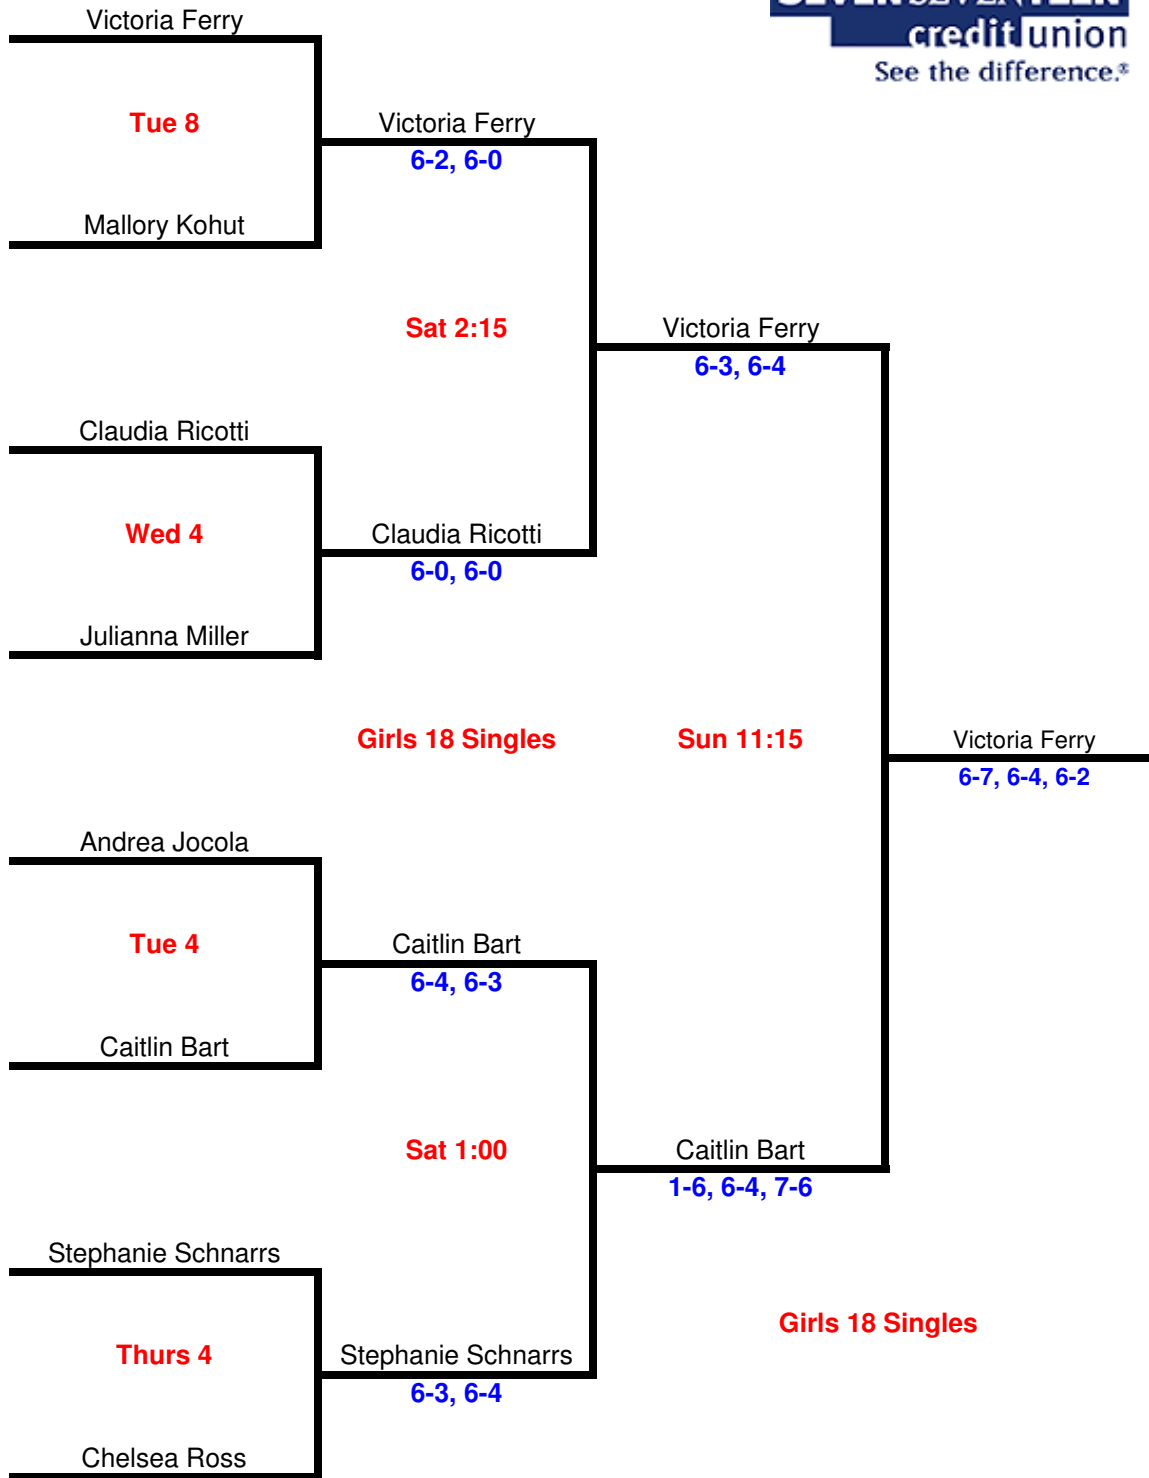 SEVEN SEVENTEEN
credit union
See the difference.®
Victoria Ferry
Tue 8
Victoria Ferry
6-2, 6-0
Mallory Kohut
Sat 2:15
Victoria Ferry
6-3, 6-4
Claudia Ricotti
Wed 4
Claudia Ricotti
6-0, 6-0
Julianna Miller
Girls 18 Singles
Sun 11:15
Victoria Ferry
6-7, 6-4, 6-2
Andrea Jocola
Tue 4
Caitlin Bart
6-4, 6-3
Caitlin Bart
Sat 1:00
Caitlin Bart
1-6, 6-4, 7-6
Stephanie Schnarrs
Girls 18 Singles
Thurs 4
Stephanie Schnarrs
6-3, 6-4
Chelsea Ross